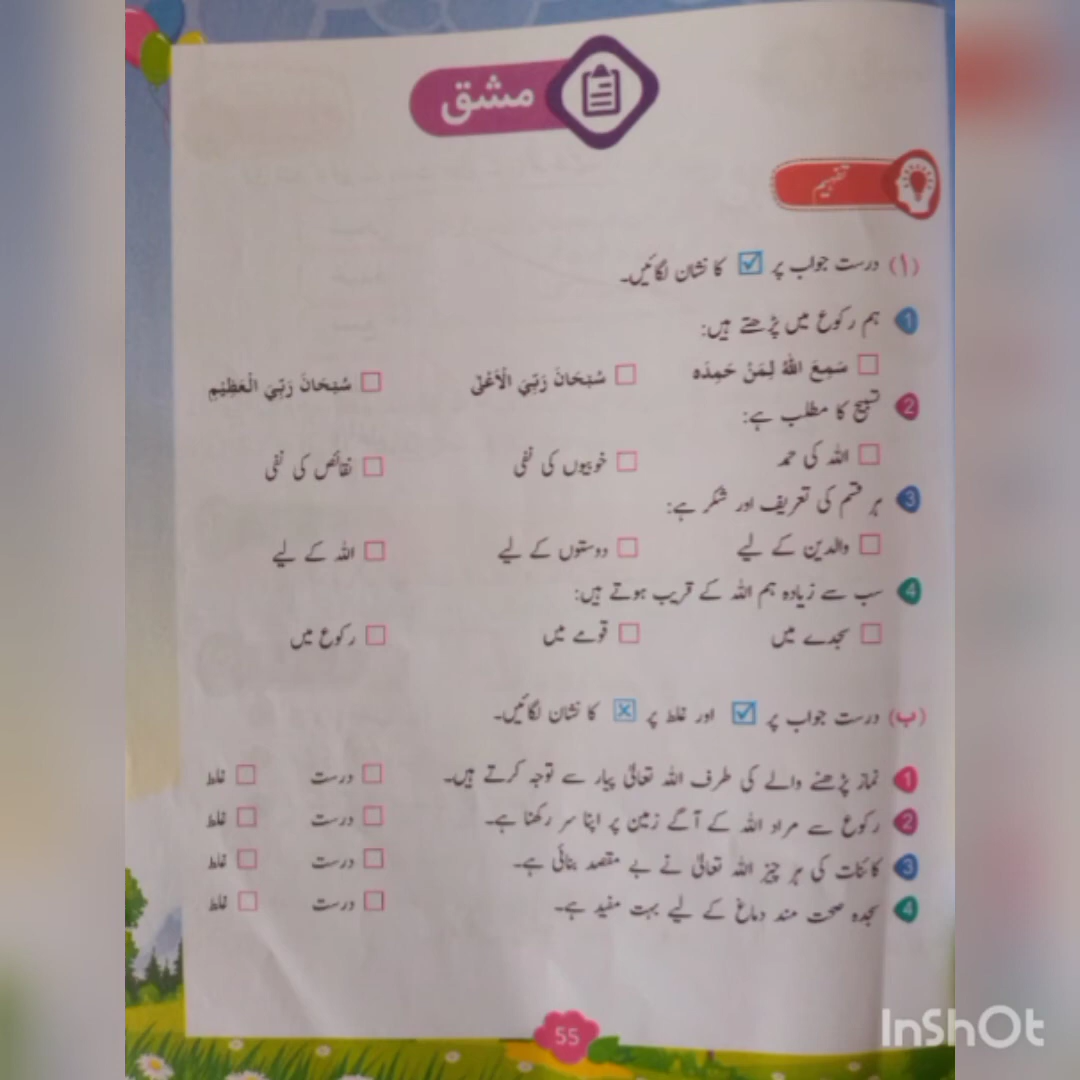 مشق
تفہیم
(ا) درست جواب پر ☑ کا نشان لگائیں۔
1 ہم رکوع میں پڑھتے ہیں:
سَمِعَ اللّٰهُ لِمَنْ حَمِدَه سُبْحَانَ رَبِّيَ الْاَعْلٰى سُبْحَانَ رَبِّيَ الْعَظِيْمِ
2 تسبیح کا مطلب ہے:
اللہ کی حمد خوبیوں کی نفی نقائص کی نفی
3 ہر قسم کی تعریف اور شکر ہے:
والدین کے لیے دوستوں کے لیے اللہ کے لیے
4 سب سے زیادہ ہم اللہ کے قریب ہوتے ہیں:
سجدے میں قومے میں رکوع میں
(ب) درست جواب پر ☑ اور غلط پر ☒ کا نشان لگائیں۔
1 نماز پڑھنے والے کی طرف اللہ تعالیٰ پیار سے توجہ کرتے ہیں۔ درست غلط
2 رکوع سے مراد اللہ کے آگے زمین پر اپنا سر رکھنا ہے۔ درست غلط
3 کائنات کی ہر چیز اللہ تعالیٰ نے بے مقصد بنائی ہے۔ درست غلط
4 سجدہ صحت مند دماغ کے لیے بہت مفید ہے۔ درست غلط
55
InShOt